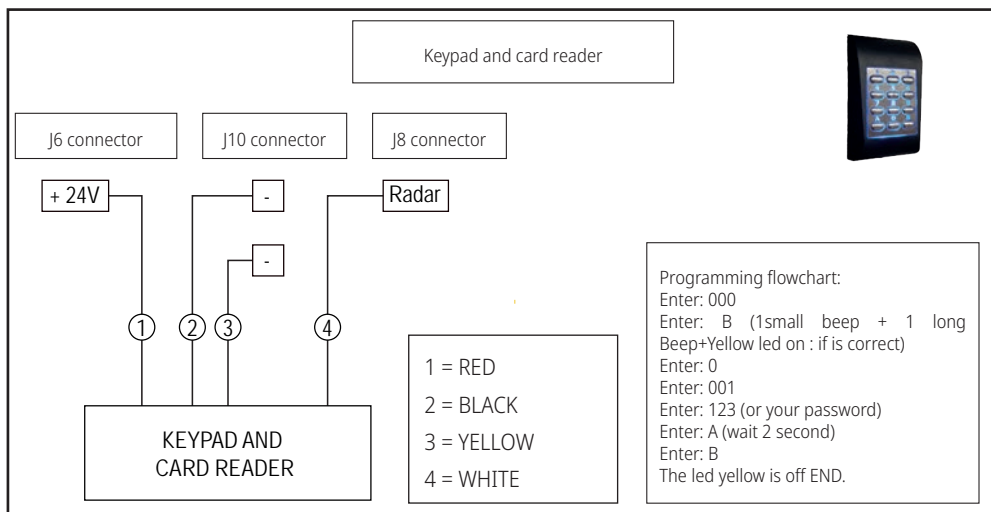 Keypad and card reader
J6 connector
J10 connector
J8 connector
+ 24V
-
Radar
-
1
2
3
4
KEYPAD AND
CARD READER
1 = RED
2 = BLACK
3 = YELLOW
4 = WHITE
Programming flowchart:
Enter: 000
Enter: B (1small beep + 1 long
Beep+Yellow led on : if is correct)
Enter: 0
Enter: 001
Enter: 123 (or your password)
Enter: A (wait 2 second)
Enter: B
The led yellow is off END.